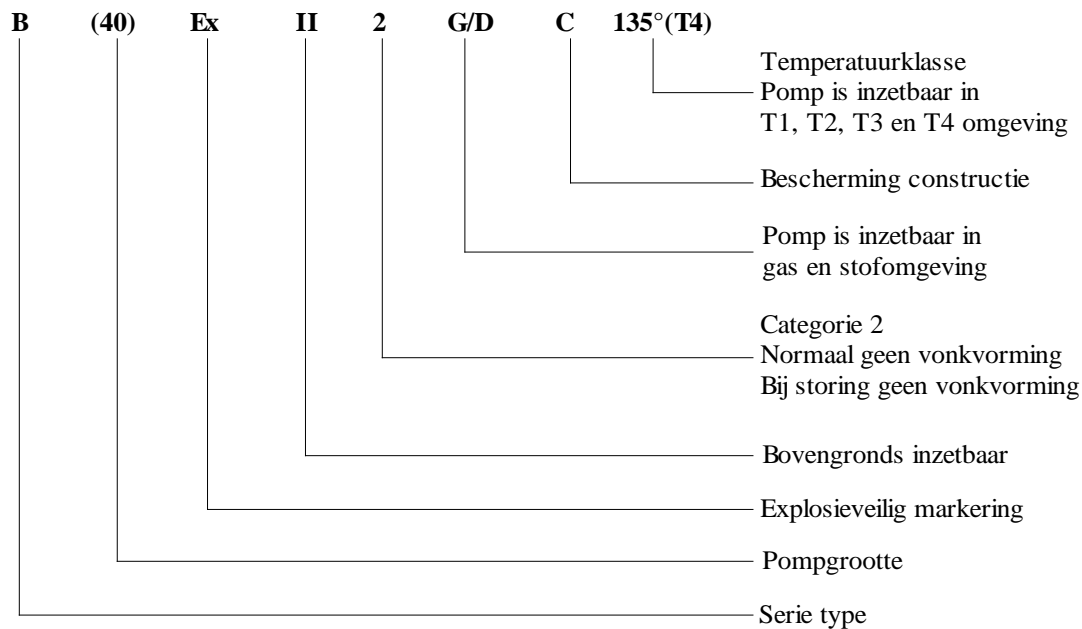 B (40) Ex II 2 G/D C 135°(T4)
Temperatuurklasse
Pomp is inzetbaar in
T1, T2, T3 en T4 omgeving
Bescherming constructie
Pomp is inzetbaar in
gas en stofomgeving
Categorie 2
Normaal geen vonkvorming
Bij storing geen vonkvorming
Bovengronds inzetbaar
Explosieveilig markering
Pompgrootte
Serie type